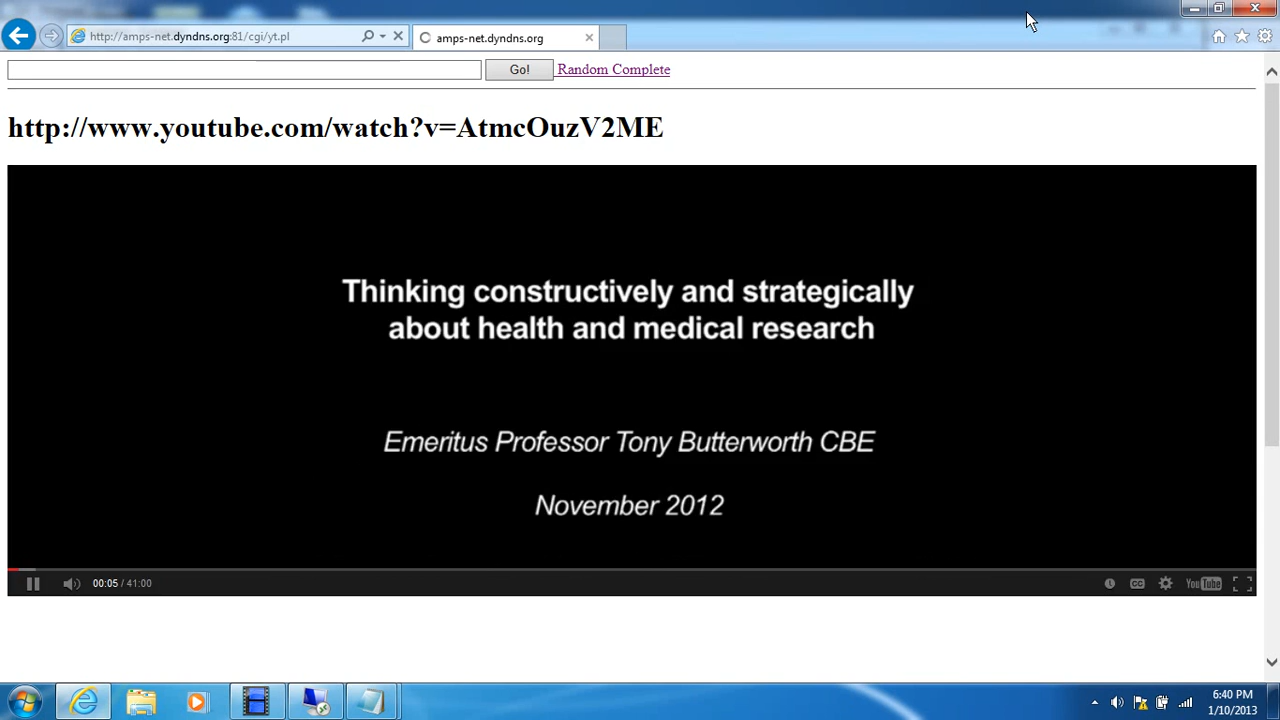 http://amps-net.dyndns.org:81/cgi/yt.pl
amps-net.dyndns.org
Go!
Random Complete
http://www.youtube.com/watch?v=AtmcOuzV2ME
Thinking constructively and strategically
about health and medical research
Emeritus Professor Tony Butterworth CBE
November 2012
00:05 / 41:00
CC
YouTube
6:40 PM
1/10/2013